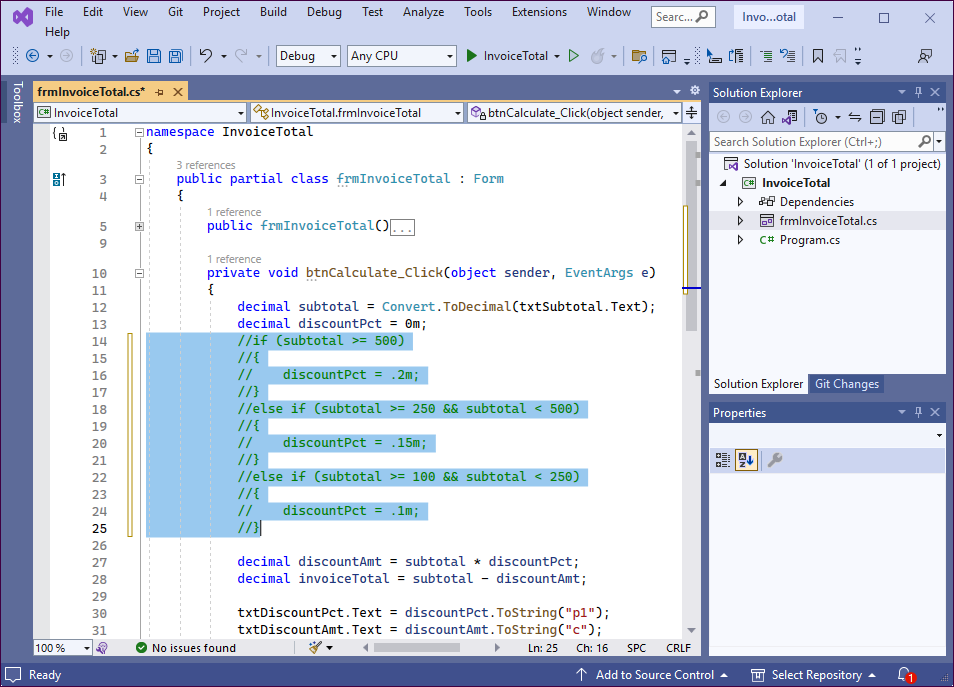 File Edit View Git Project Build Debug Test Analyze Tools Extensions Window
Help
Searc...
Invo...otal
Debug Any CPU InvoiceTotal
Toolbox
frmInvoiceTotal.cs*
C# InvoiceTotal InvoiceTotal.frmInvoiceTotal btnCalculate_Click(object sender,
1 namespace InvoiceTotal
2 {
3 references
3 public partial class frmInvoiceTotal : Form
4 {
1 reference
5 public frmInvoiceTotal()...
9
1 reference
10 private void btnCalculate_Click(object sender, EventArgs e)
11 {
12 decimal subtotal = Convert.ToDecimal(txtSubtotal.Text);
13 decimal discountPct = 0m;
14 //if (subtotal >= 500)
15 //{
16 // discountPct = .2m;
17 //}
18 //else if (subtotal >= 250 && subtotal < 500)
19 //{
20 // discountPct = .15m;
21 //}
22 //else if (subtotal >= 100 && subtotal < 250)
23 //{
24 // discountPct = .1m;
25 //}
26
27 decimal discountAmt = subtotal * discountPct;
28 decimal invoiceTotal = subtotal - discountAmt;
29
30 txtDiscountPct.Text = discountPct.ToString("p1");
31 txtDiscountAmt.Text = discountAmt.ToString("c");
100 % No issues found Ln: 25 Ch: 16 SPC CRLF
Solution Explorer
Search Solution Explorer (Ctrl+;)
Solution 'InvoiceTotal' (1 of 1 project)
C# InvoiceTotal
Dependencies
frmInvoiceTotal.cs
C# Program.cs
Solution Explorer Git Changes
Properties
Ready Add to Source Control Select Repository 1